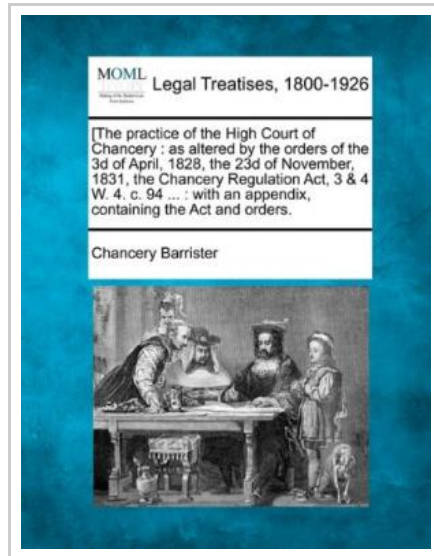 MOML Legal Treatises, 1800-1926
[The practice of the High Court of
Chancery : as altered by the orders of the
3d of April, 1828, the 23d of November,
1831, the Chancery Regulation Act, 3 & 4
W. 4. c. 94 ... : with an appendix,
containing the Act and orders.
Chancery Barrister